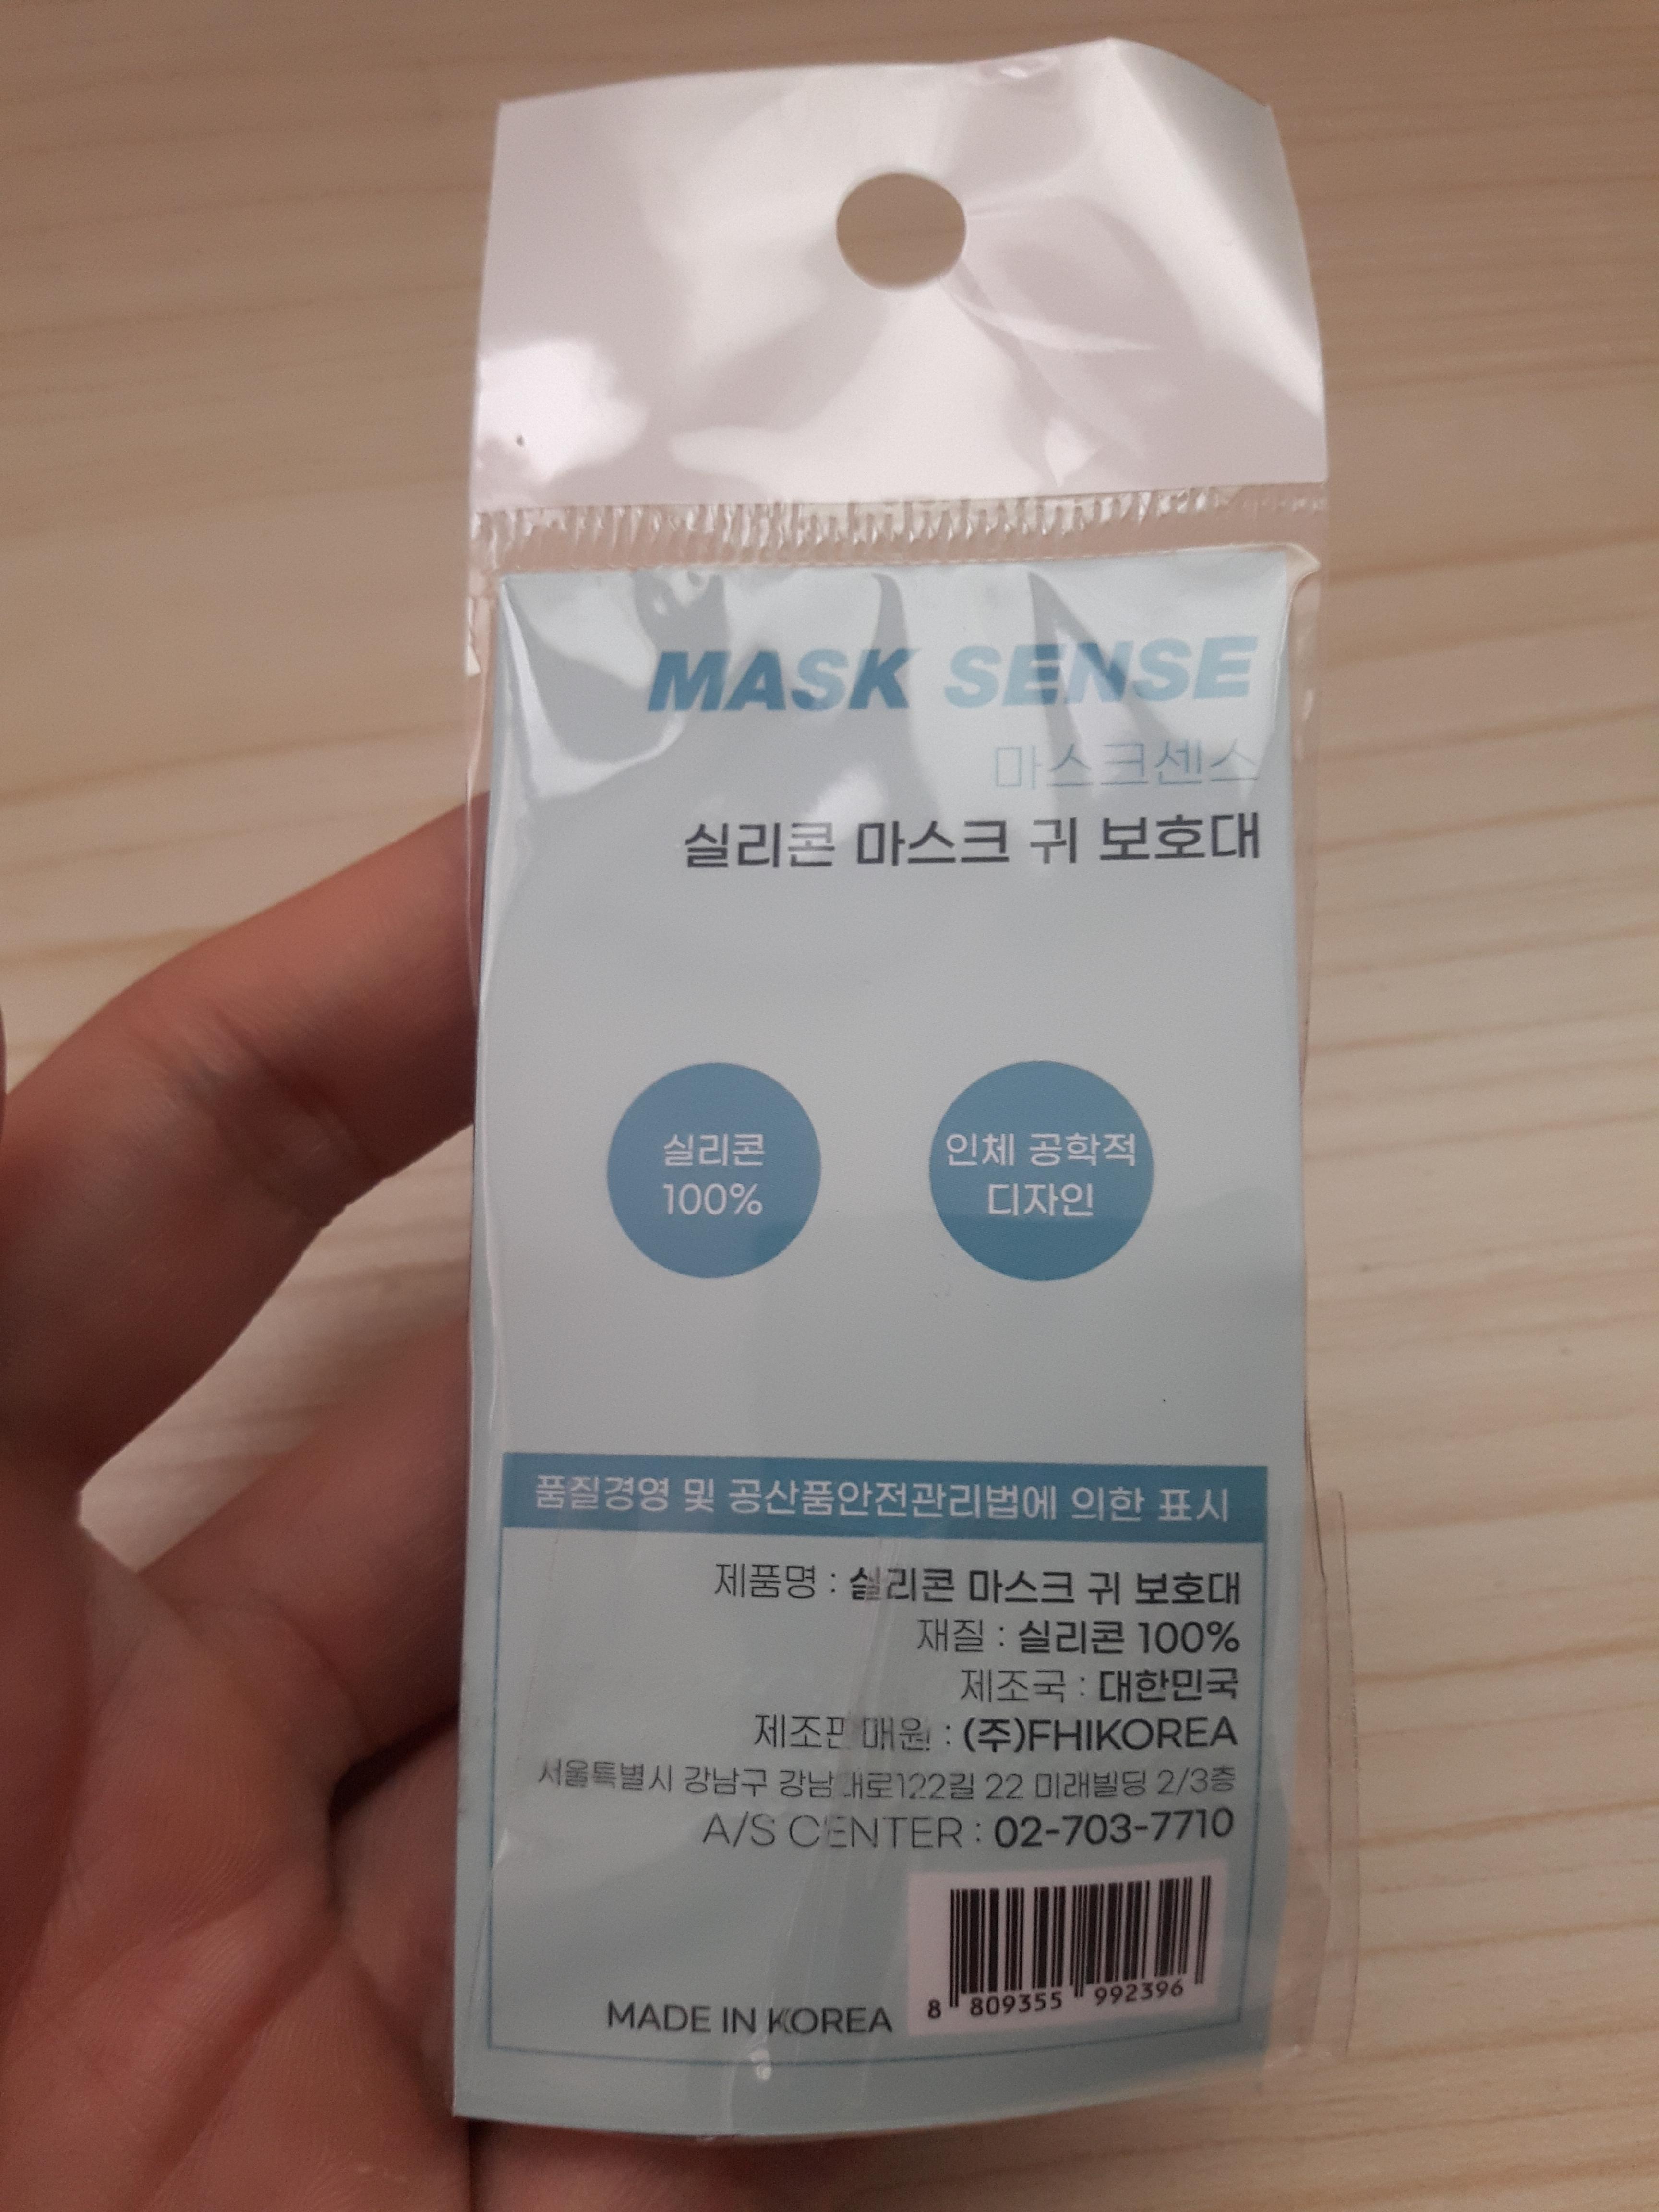 MASK SENSE
마스크센스
실리콘 마스크 귀 보호대
실리콘
100%
인체 공학적
디자인
품질경영 및 공산품안전관리법에 의한 표시
제품명 : 실리콘 마스크 귀 보호대
재질 : 실리콘 100%
제조국 : 대한민국
제조판매원 : (주)FHIKOREA
서울특별시 강남구 강남대로122길 22 미래빌딩 2/3층
A/S CENTER : 02-703-7710
8 809355 992396
MADE IN KOREA